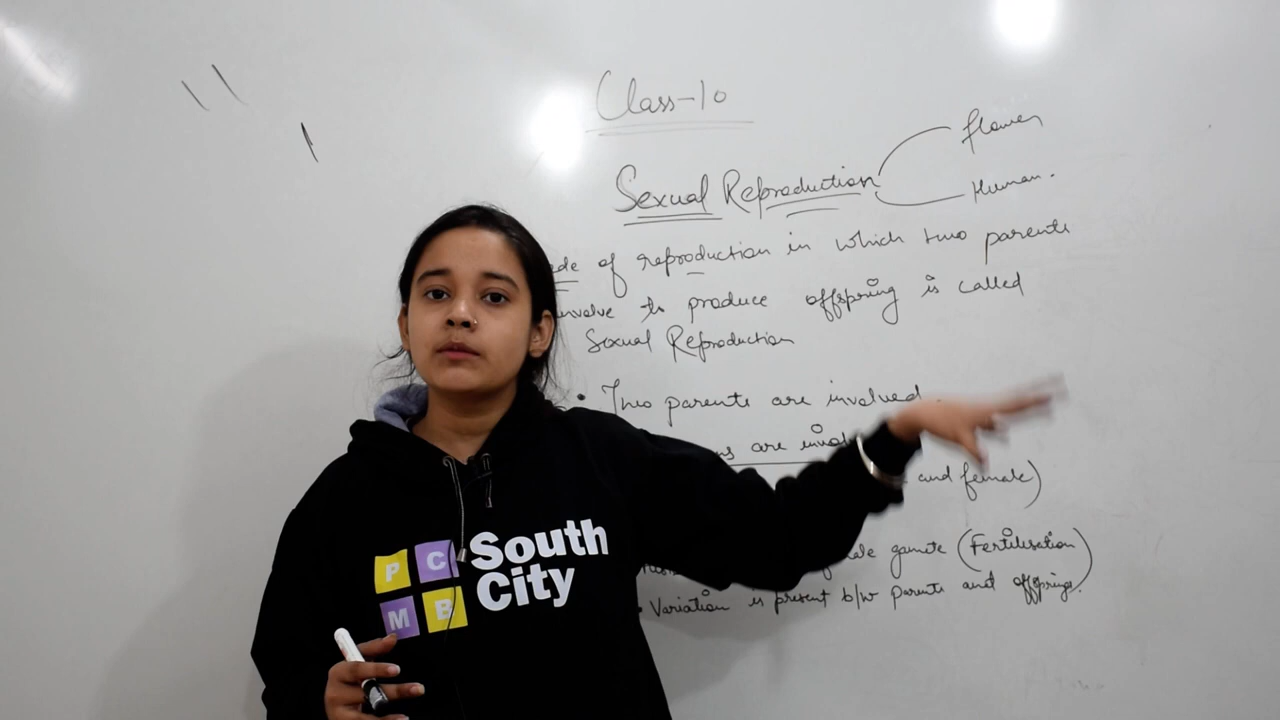 Class-10
Sexual Reproduction
flower
Human.
of reproduction in which two parents
involve to produce offspring is called
Sexual Reproduction
• Two parents are involved.
are
and female)
gamete (Fertilisation)
• Variation is present b/w parents and offsprings.
P C
M B
South
City